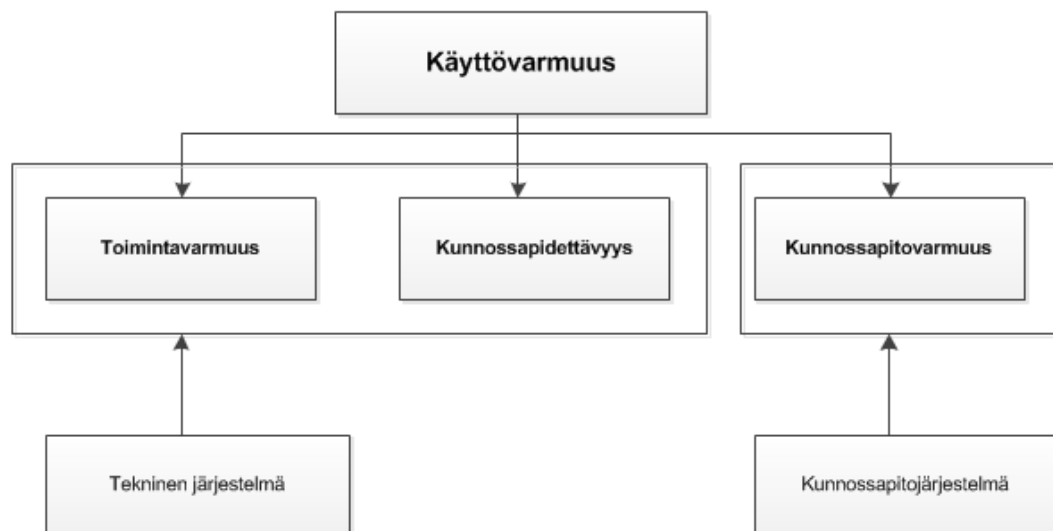 Käyttövarmuus
Toimintavarmuus
Kunnossapidettävyys
Kunnossapitovarmuus
Tekninen järjestelmä
Kunnossapitojärjestelmä